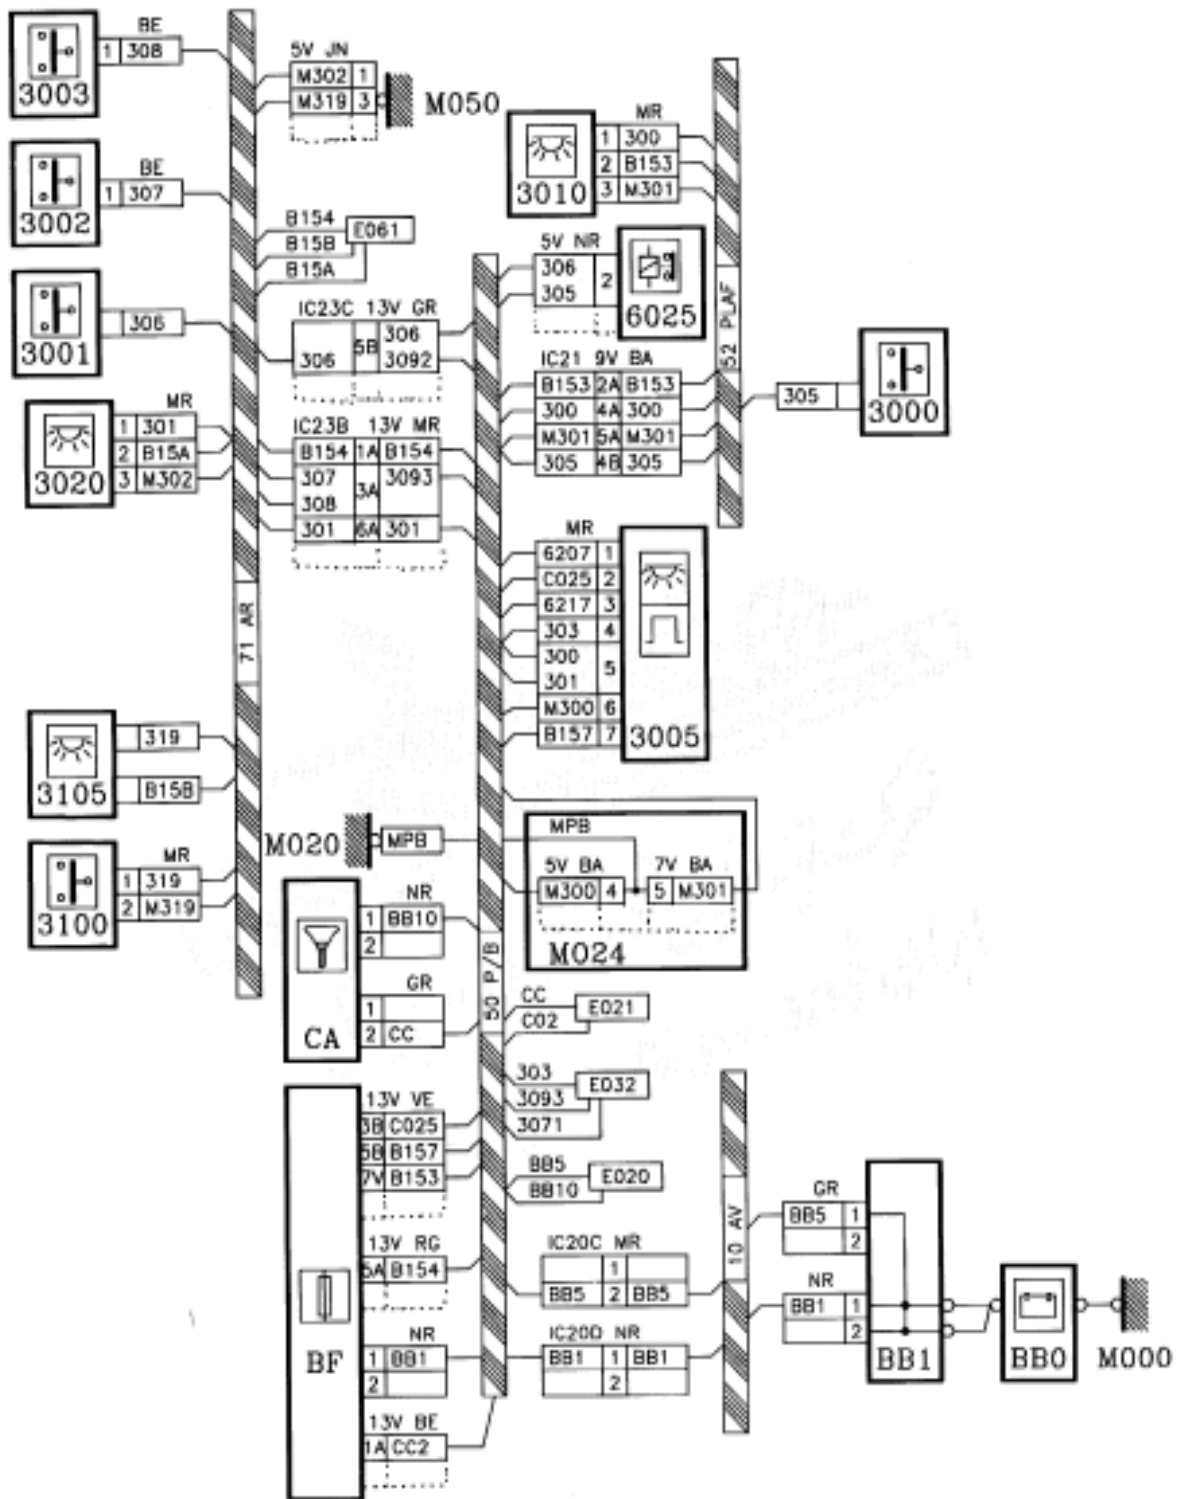 BE
1 308
3003
5V JN
M302 1
M319 3
M050
BE
1 307
3002
MR
1 300
2 B153
3 M301
3010
B154
B15B
B15A
E061
5V NR
306
305
2
6025
306
3001
IC23C 13V GR
306
306 5B 3092
52 PLAF
IC21 9V BA
B153 2A B153
300 4A 300
M301 5A M301
305 4B 305
305
3000
MR
1 301
2 B15A
3 M302
3020
IC23B 13V MR
B154 1A B154
307 3093
3A
308
301 6A 301
MR
6207 1
C025 2
6217 3
303 4
300
301
5
M300 6
B157 7
3005
71 AR
319
B15B
3105
MR
1 319
2 M319
3100
M020
MPB
MPB
5V BA
M300 4
7V BA
5 M301
M024
NR
1 BB10
2
GR
1
2 CC
CA
50 P/B
CC
C02
E021
303
3093
3071
E032
BB5
BB10
E020
13V VE
3B C025
5B B157
7V B153
13V RG
5A B154
NR
1 BB1
2
BF
13V BE
1A CC2
IC20C MR
1
BB5 2 BB5
IC20D NR
BB1 1 BB1
2
10 AV
GR
BB5 1
2
NR
BB1 1
2
BB1
BB0
M000